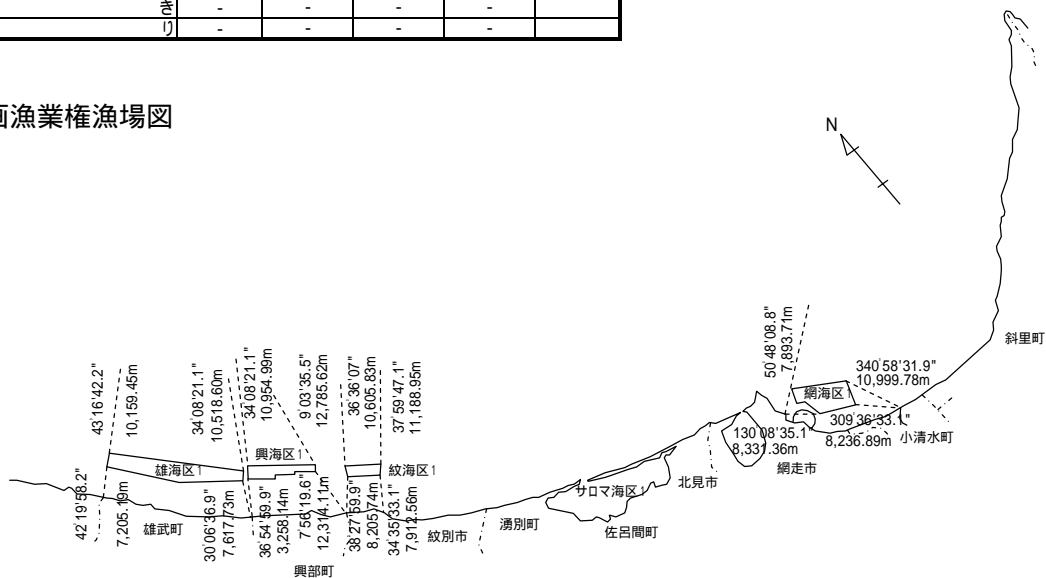 き - - - -
り - - - -
画漁業権漁場図
N
斜里町
50°48'08.8"
7,893.71m
340°58'31.9"
10,999.78m
網海区1
309°36'33.1"
8,236.89m
小清水町
130°08'35.1"
8,331.36m
網走市
北見市
サロマ海区1
佐呂間町
湧別町
43°16'42.2"
10,159.45m
34°08'21.1"
10,518.60m
34°08'21.1"
10,954.99m
9°03'35.5"
12,785.62m
36°36'07"
10,605.83m
37°59'47.1"
11,188.95m
雄海区1
興海区1
紋海区1
42°19'58.2"
7,205.19m
雄武町
30°06'36.9"
7,617.73m
36°54'59.9"
3,258.14m
7°56'19.6"
12,314.11m
38°27'59.9"
8,205.74m
34°35'33.1"
7,912.56m
紋別市
興部町